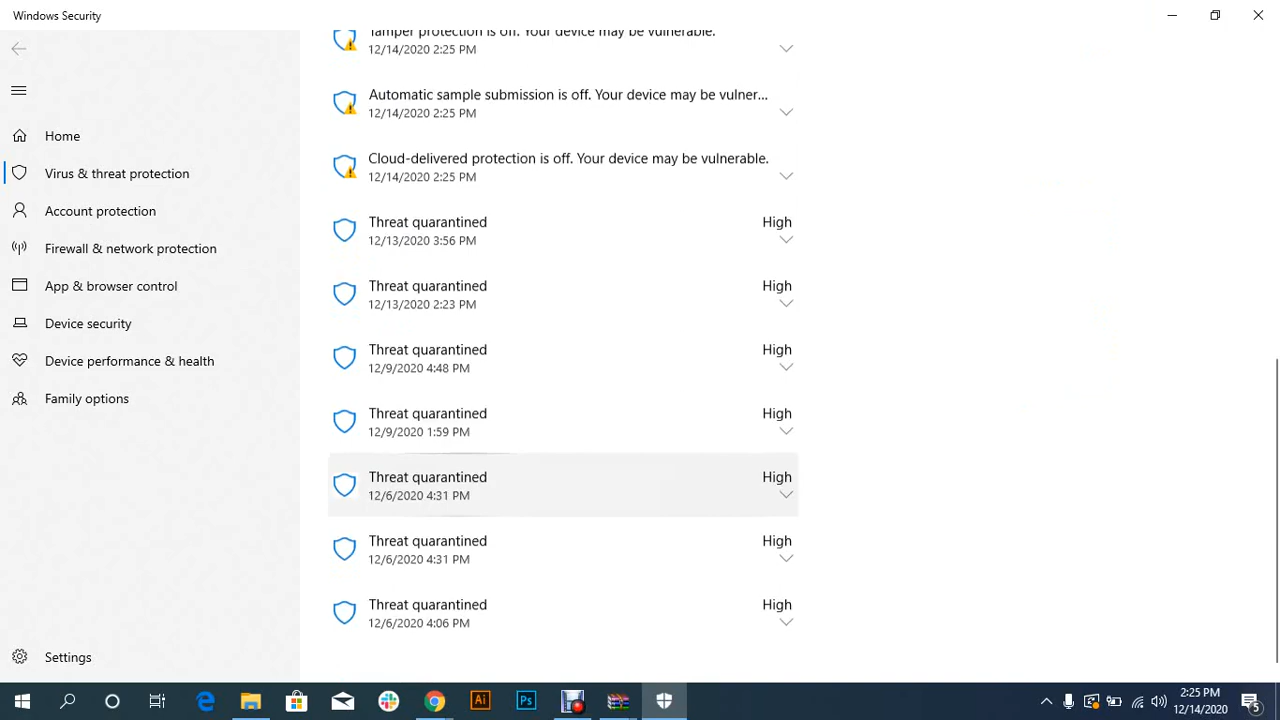 Windows Security
Home
Virus & threat protection
Account protection
Firewall & network protection
App & browser control
Device security
Device performance & health
Family options
Settings
Tamper protection is off. Your device may be vulnerable.
12/14/2020 2:25 PM
Automatic sample submission is off. Your device may be vulner...
12/14/2020 2:25 PM
Cloud-delivered protection is off. Your device may be vulnerable.
12/14/2020 2:25 PM
Threat quarantined High
12/13/2020 3:56 PM
Threat quarantined High
12/13/2020 2:23 PM
Threat quarantined High
12/9/2020 4:48 PM
Threat quarantined High
12/9/2020 1:59 PM
Threat quarantined High
12/6/2020 4:31 PM
Threat quarantined High
12/6/2020 4:31 PM
Threat quarantined High
12/6/2020 4:06 PM
Ai
Ps
2:25 PM
12/14/2020
5